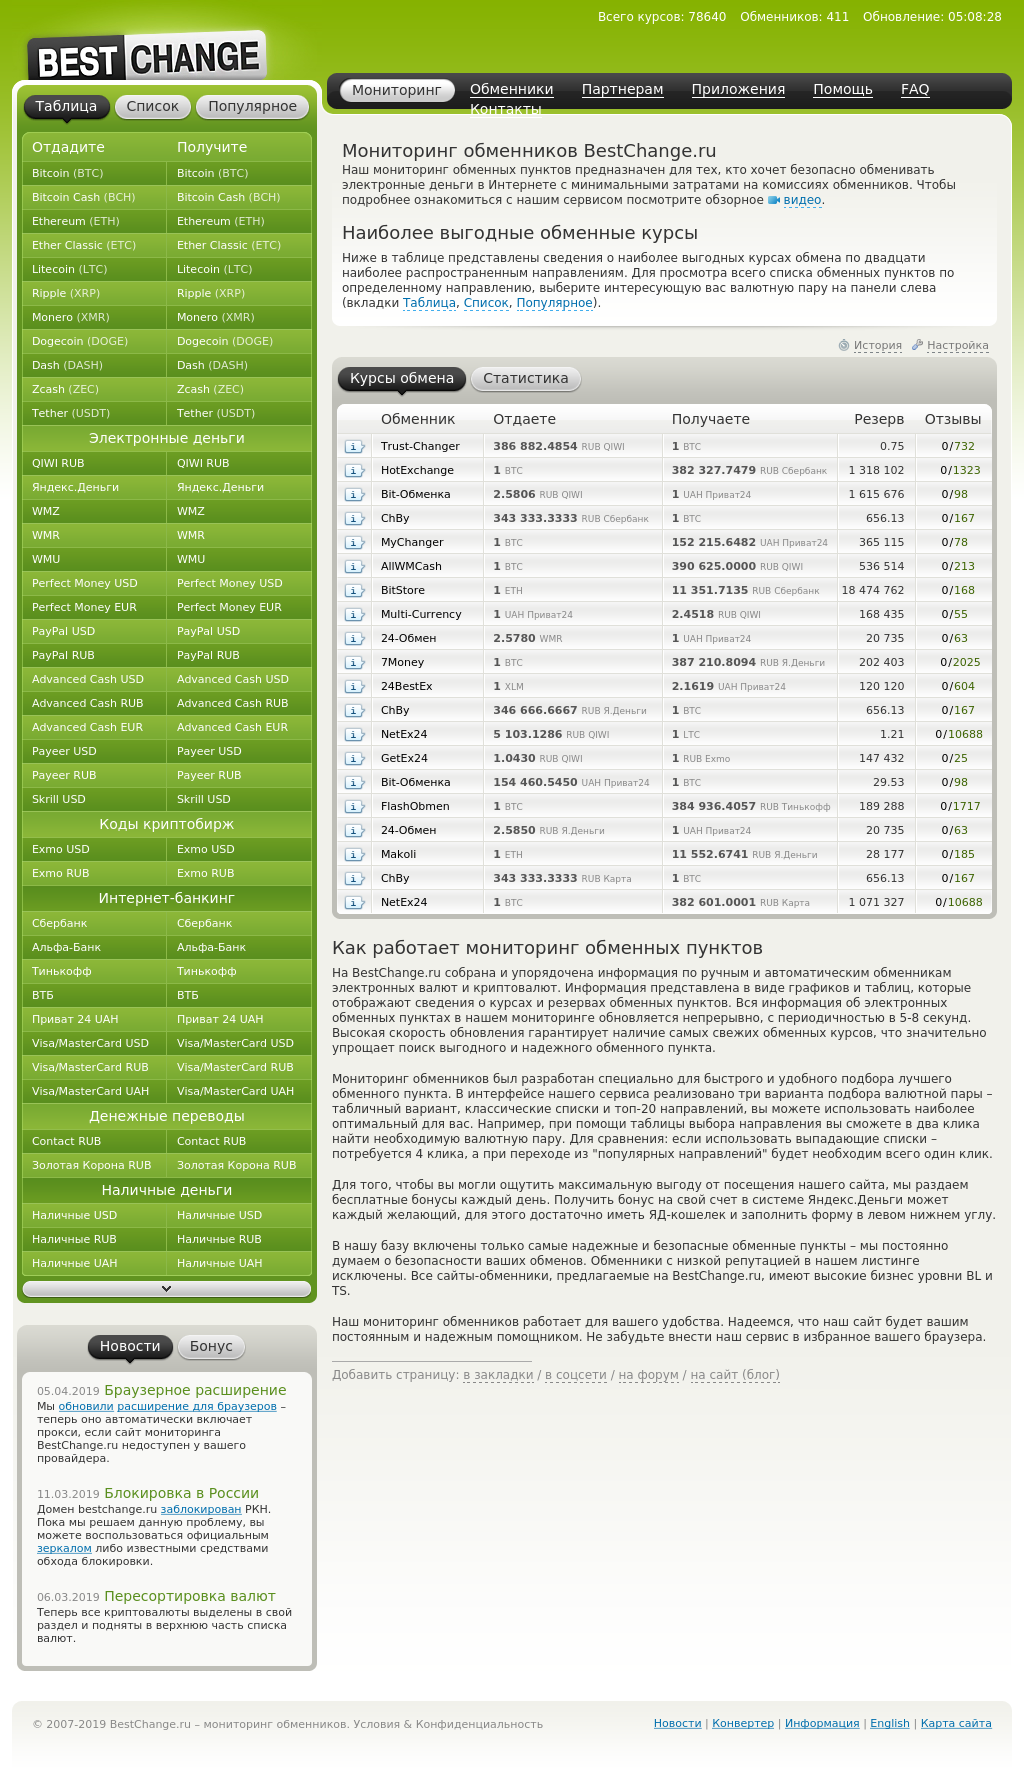 Всего курсов: 78640 Обменников: 411 Обновление: 05:08:28
BEST CHANGE
Мониторинг Обменники Партнерам Приложения Помощь FAQ
Контакты
Таблица Список Популярное
Отдадите Получите
Bitcoin (BTC) Bitcoin (BTC)
Bitcoin Cash (BCH) Bitcoin Cash (BCH)
Ethereum (ETH) Ethereum (ETH)
Ether Classic (ETC) Ether Classic (ETC)
Litecoin (LTC) Litecoin (LTC)
Ripple (XRP) Ripple (XRP)
Monero (XMR) Monero (XMR)
Dogecoin (DOGE) Dogecoin (DOGE)
Dash (DASH) Dash (DASH)
Zcash (ZEC) Zcash (ZEC)
Tether (USDT) Tether (USDT)
Электронные деньги
QIWI RUB QIWI RUB
Яндекс.Деньги Яндекс.Деньги
WMZ WMZ
WMR WMR
WMU WMU
Perfect Money USD Perfect Money USD
Perfect Money EUR Perfect Money EUR
PayPal USD PayPal USD
PayPal RUB PayPal RUB
Advanced Cash USD Advanced Cash USD
Advanced Cash RUB Advanced Cash RUB
Advanced Cash EUR Advanced Cash EUR
Payeer USD Payeer USD
Payeer RUB Payeer RUB
Skrill USD Skrill USD
Коды криптобирж
Exmo USD Exmo USD
Exmo RUB Exmo RUB
Интернет-банкинг
Сбербанк Сбербанк
Альфа-Банк Альфа-Банк
Тинькофф Тинькофф
ВТБ ВТБ
Приват 24 UAH Приват 24 UAH
Visa/MasterCard USD Visa/MasterCard USD
Visa/MasterCard RUB Visa/MasterCard RUB
Visa/MasterCard UAH Visa/MasterCard UAH
Денежные переводы
Contact RUB Contact RUB
Золотая Корона RUB Золотая Корона RUB
Наличные деньги
Наличные USD Наличные USD
Наличные RUB Наличные RUB
Наличные UAH Наличные UAH
Новости Бонус
05.04.2019 Браузерное расширение
Мы обновили расширение для браузеров –
теперь оно автоматически включает
прокси, если сайт мониторинга
BestChange.ru недоступен у вашего
провайдера.
11.03.2019 Блокировка в России
Домен bestchange.ru заблокирован РКН.
Пока мы решаем данную проблему, вы
можете воспользоваться официальным
зеркалом либо известными средствами
обхода блокировки.
06.03.2019 Пересортировка валют
Теперь все криптовалюты выделены в свой
раздел и подняты в верхнюю часть списка
валют.
Мониторинг обменников BestChange.ru
Наш мониторинг обменных пунктов предназначен для тех, кто хочет безопасно обменивать
электронные деньги в Интернете с минимальными затратами на комиссиях обменников. Чтобы
подробнее ознакомиться с нашим сервисом посмотрите обзорное видео.
Наиболее выгодные обменные курсы
Ниже в таблице представлены сведения о наиболее выгодных курсах обмена по двадцати
наиболее распространенным направлениям. Для просмотра всего списка обменных пунктов по
определенному направлению, выберите интересующую вас валютную пару на панели слева
(вкладки Таблица, Список, Популярное).
История Настройка
Курсы обмена Статистика
Обменник Отдаете Получаете Резерв Отзывы
i Trust-Changer 386 882.4854 RUB QIWI 1 BTC 0.75 0/732
i HotExchange 1 BTC 382 327.7479 RUB Сбербанк 1 318 102 0/1323
i Bit-Обменка 2.5806 RUB QIWI 1 UAH Приват24 1 615 676 0/98
i ChBy 343 333.3333 RUB Сбербанк 1 BTC 656.13 0/167
i MyChanger 1 BTC 152 215.6482 UAH Приват24 365 115 0/78
i AllWMCash 1 BTC 390 625.0000 RUB QIWI 536 514 0/213
i BitStore 1 ETH 11 351.7135 RUB Сбербанк 18 474 762 0/168
i Multi-Currency 1 UAH Приват24 2.4518 RUB QIWI 168 435 0/55
i 24-Обмен 2.5780 WMR 1 UAH Приват24 20 735 0/63
i 7Money 1 BTC 387 210.8094 RUB Я.Деньги 202 403 0/2025
i 24BestEx 1 XLM 2.1619 UAH Приват24 120 120 0/604
i ChBy 346 666.6667 RUB Я.Деньги 1 BTC 656.13 0/167
i NetEx24 5 103.1286 RUB QIWI 1 LTC 1.21 0/10688
i GetEx24 1.0430 RUB QIWI 1 RUB Exmo 147 432 0/25
i Bit-Обменка 154 460.5450 UAH Приват24 1 BTC 29.53 0/98
i FlashObmen 1 BTC 384 936.4057 RUB Тинькофф 189 288 0/1717
i 24-Обмен 2.5850 RUB Я.Деньги 1 UAH Приват24 20 735 0/63
i Makoli 1 ETH 11 552.6741 RUB Я.Деньги 28 177 0/185
i ChBy 343 333.3333 RUB Карта 1 BTC 656.13 0/167
i NetEx24 1 BTC 382 601.0001 RUB Карта 1 071 327 0/10688
Как работает мониторинг обменных пунктов
На BestChange.ru собрана и упорядочена информация по ручным и автоматическим обменникам
электронных валют и криптовалют. Информация представлена в виде графиков и таблиц, которые
отображают сведения о курсах и резервах обменных пунктов. Вся информация об электронных
обменных пунктах в нашем мониторинге обновляется непрерывно, с периодичностью в 5-8 секунд.
Высокая скорость обновления гарантирует наличие самых свежих обменных курсов, что значительно
упрощает поиск выгодного и надежного обменного пункта.
Мониторинг обменников был разработан специально для быстрого и удобного подбора лучшего
обменного пункта. В интерфейсе нашего сервиса реализовано три варианта подбора валютной пары –
табличный вариант, классические списки и топ-20 направлений, вы можете использовать наиболее
оптимальный для вас. Например, при помощи таблицы выбора направления вы сможете в два клика
найти необходимую валютную пару. Для сравнения: если использовать выпадающие списки –
потребуется 4 клика, а при переходе из "популярных направлений" будет необходим всего один клик.
Для того, чтобы вы могли ощутить максимальную выгоду от посещения нашего сайта, мы раздаем
бесплатные бонусы каждый день. Получить бонус на свой счет в системе Яндекс.Деньги может
каждый желающий, для этого достаточно иметь ЯД-кошелек и заполнить форму в левом нижнем углу.
В нашу базу включены только самые надежные и безопасные обменные пункты – мы постоянно
думаем о безопасности ваших обменов. Обменники с низкой репутацией в нашем листинге
исключены. Все сайты-обменники, предлагаемые на BestChange.ru, имеют высокие бизнес уровни BL и
TS.
Наш мониторинг обменников работает для вашего удобства. Надеемся, что наш сайт будет вашим
постоянным и надежным помощником. Не забудьте внести наш сервис в избранное вашего браузера.
Добавить страницу: в закладки / в соцсети / на форум / на сайт (блог)
© 2007-2019 BestChange.ru – мониторинг обменников. Условия & Конфиденциальность
Новости | Конвертер | Информация | English | Карта сайта